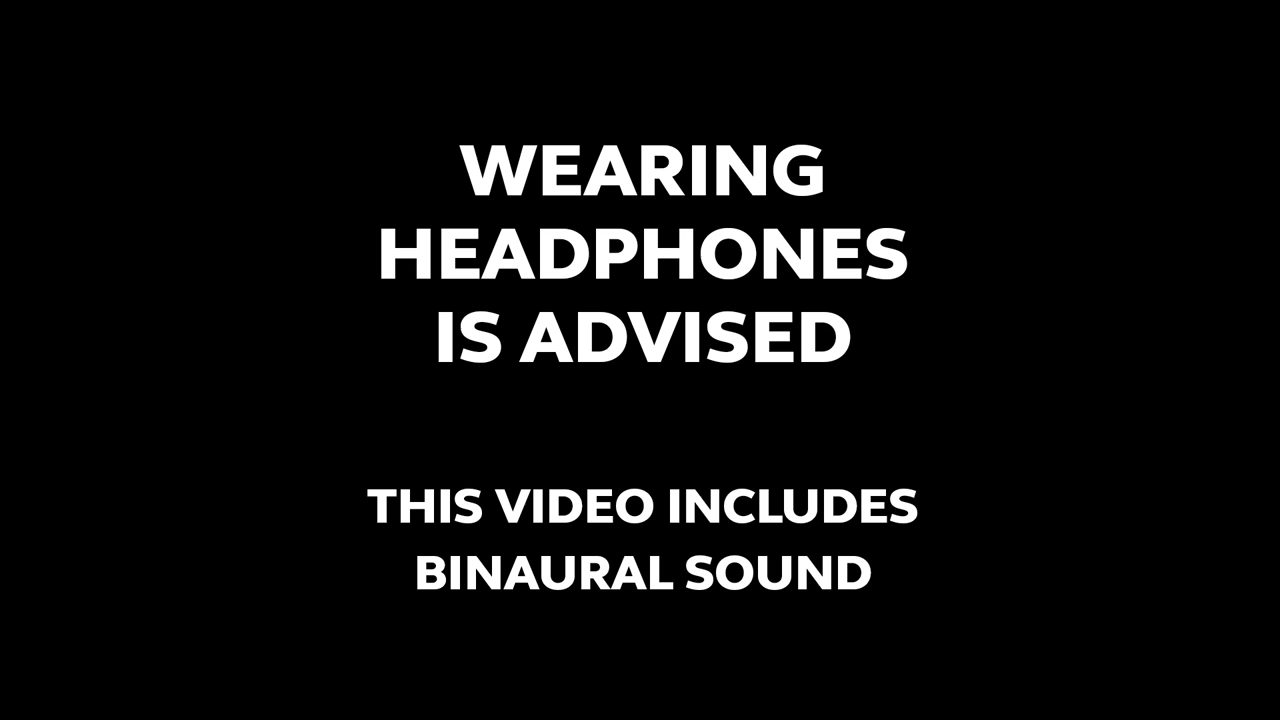 WEARING
HEADPHONES
IS ADVISED
THIS VIDEO INCLUDES
BINAURAL SOUND